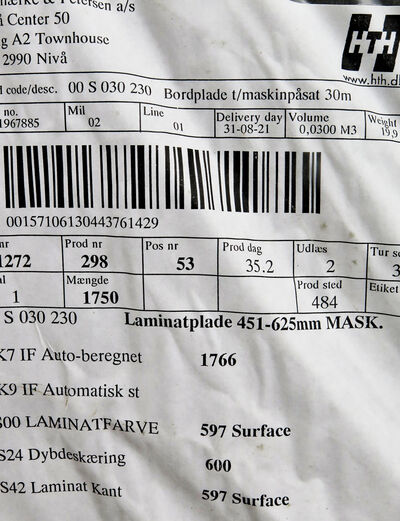 & Petersen a/s
Center 50
g A2 Townhouse
2990 Nivå
HTH
www.hth.d
code/desc. 00 S 030 230 Bordplade t/maskinpåsat 30m
no. Mil Line Delivery day Volume Weight
1967885 02 01 31-08-21 0,0300 M3 19,9
00157106130443761429
nr Prod nr Pos nr Prod dag Udlæs Tur s
1272 298 53 35.2 2 3
al Mængde Prod sted Etiket
1 1750 484
S 030 230 Laminatplade 451-625mm MASK.
K7 IF Auto-beregnet 1766
K9 IF Automatisk st
S00 LAMINATFARVE 597 Surface
S24 Dybdeskæring 600
S42 Laminat Kant 597 Surface